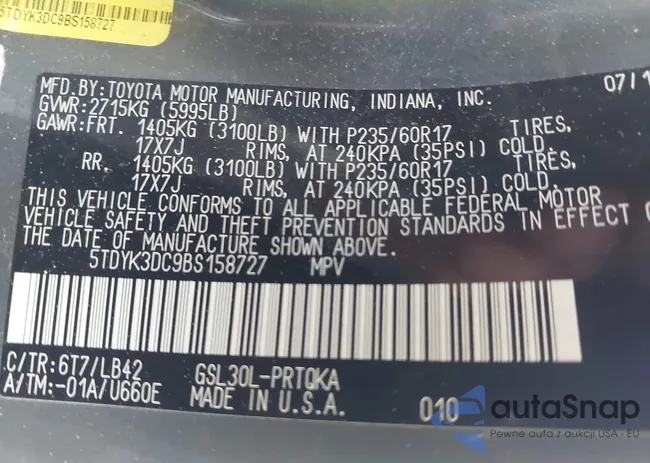 5TDYK3DC9BS158727
MFD.BY: TOYOTA MOTOR MANUFACTURING, INDIANA, INC. 07/1
GVWR: 2715KG (5995LB)
GAWR: FRT. 1405KG (3100LB) WITH P235/60R17 TIRES,
17X7J RIMS, AT 240KPA (35PSI) COLD.
RR. 1405KG (3100LB) WITH P235/60R17 TIRES,
17X7J RIMS, AT 240KPA (35PSI) COLD.
THIS VEHICLE CONFORMS TO ALL APPLICABLE FEDERAL MOTOR
VEHICLE SAFETY AND THEFT PREVENTION STANDARDS IN EFFECT
THE DATE OF MANUFACTURE SHOWN ABOVE.
5TDYK3DC9BS158727 MPV
C/TR: 6T7/LB42 GSL30L-PRTQKA
A/TM:-01A/U660E MADE IN U.S.A. 010
autaSnap
Pewne auta z aukcji USA i EU